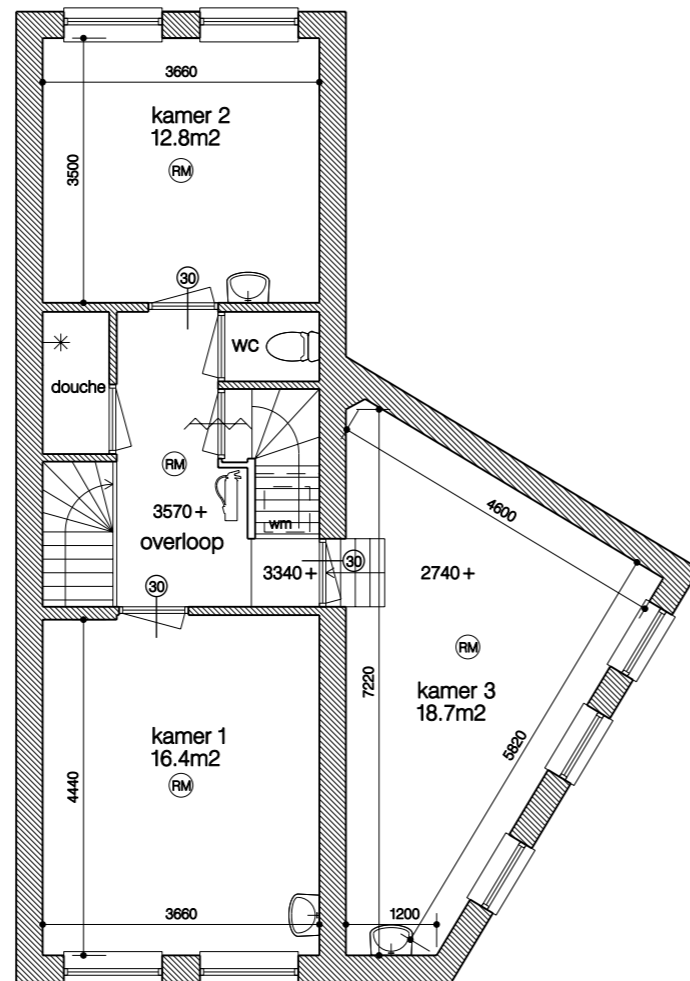 3660
kamer 2
12.8m2
RM
3500
30
WC
douche
RM
3570+
overloop
wm
3340+
30
2740+
4600
30
RM
kamer 3
18.7m2
7220
5820
kamer 1
16.4m2
RM
4440
3660
1200